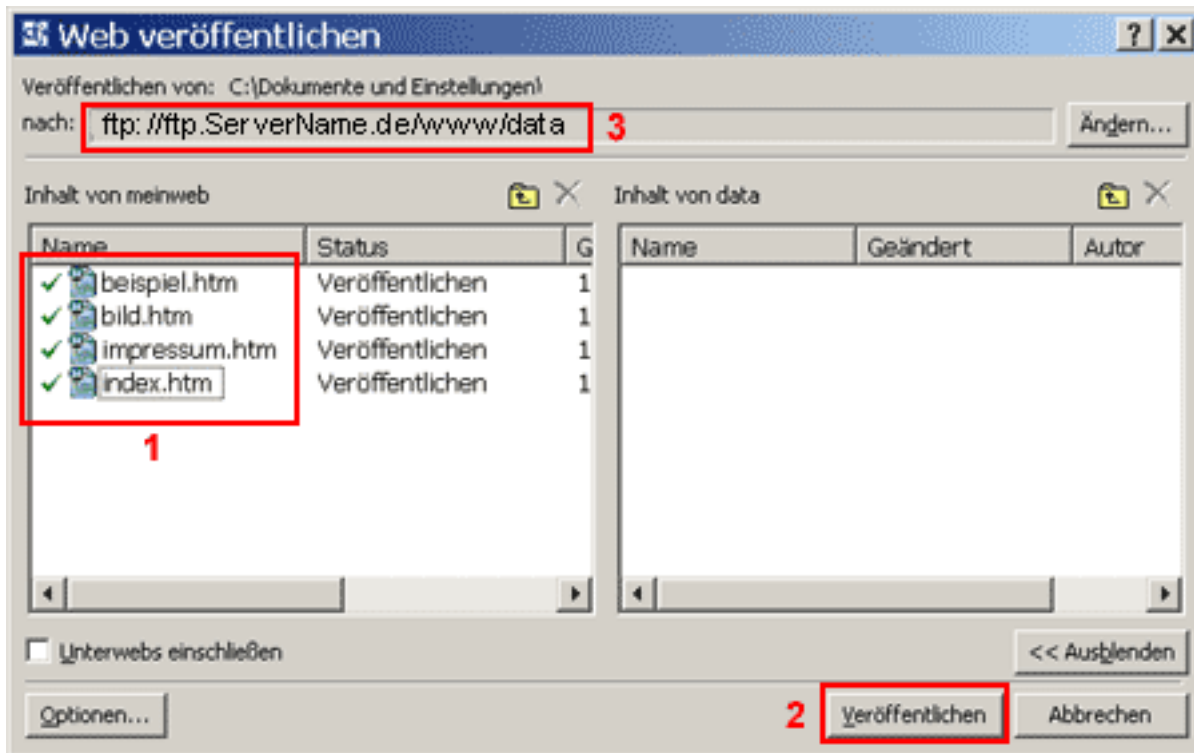 Web veröffentlichen
Veröffentlichen von: C:\Dokumente und Einstellungen\
nach: ftp://ftp.ServerName.de/www/data 3 Ändern...
Inhalt von meinweb Inhalt von data
Name Status G Name Geändert Autor
beispiel.htm Veröffentlichen 1
bild.htm Veröffentlichen 1
impressum.htm Veröffentlichen 1
index.htm Veröffentlichen 1
1
Unterwebs einschließen << Ausblenden
Optionen... 2 Veröffentlichen Abbrechen